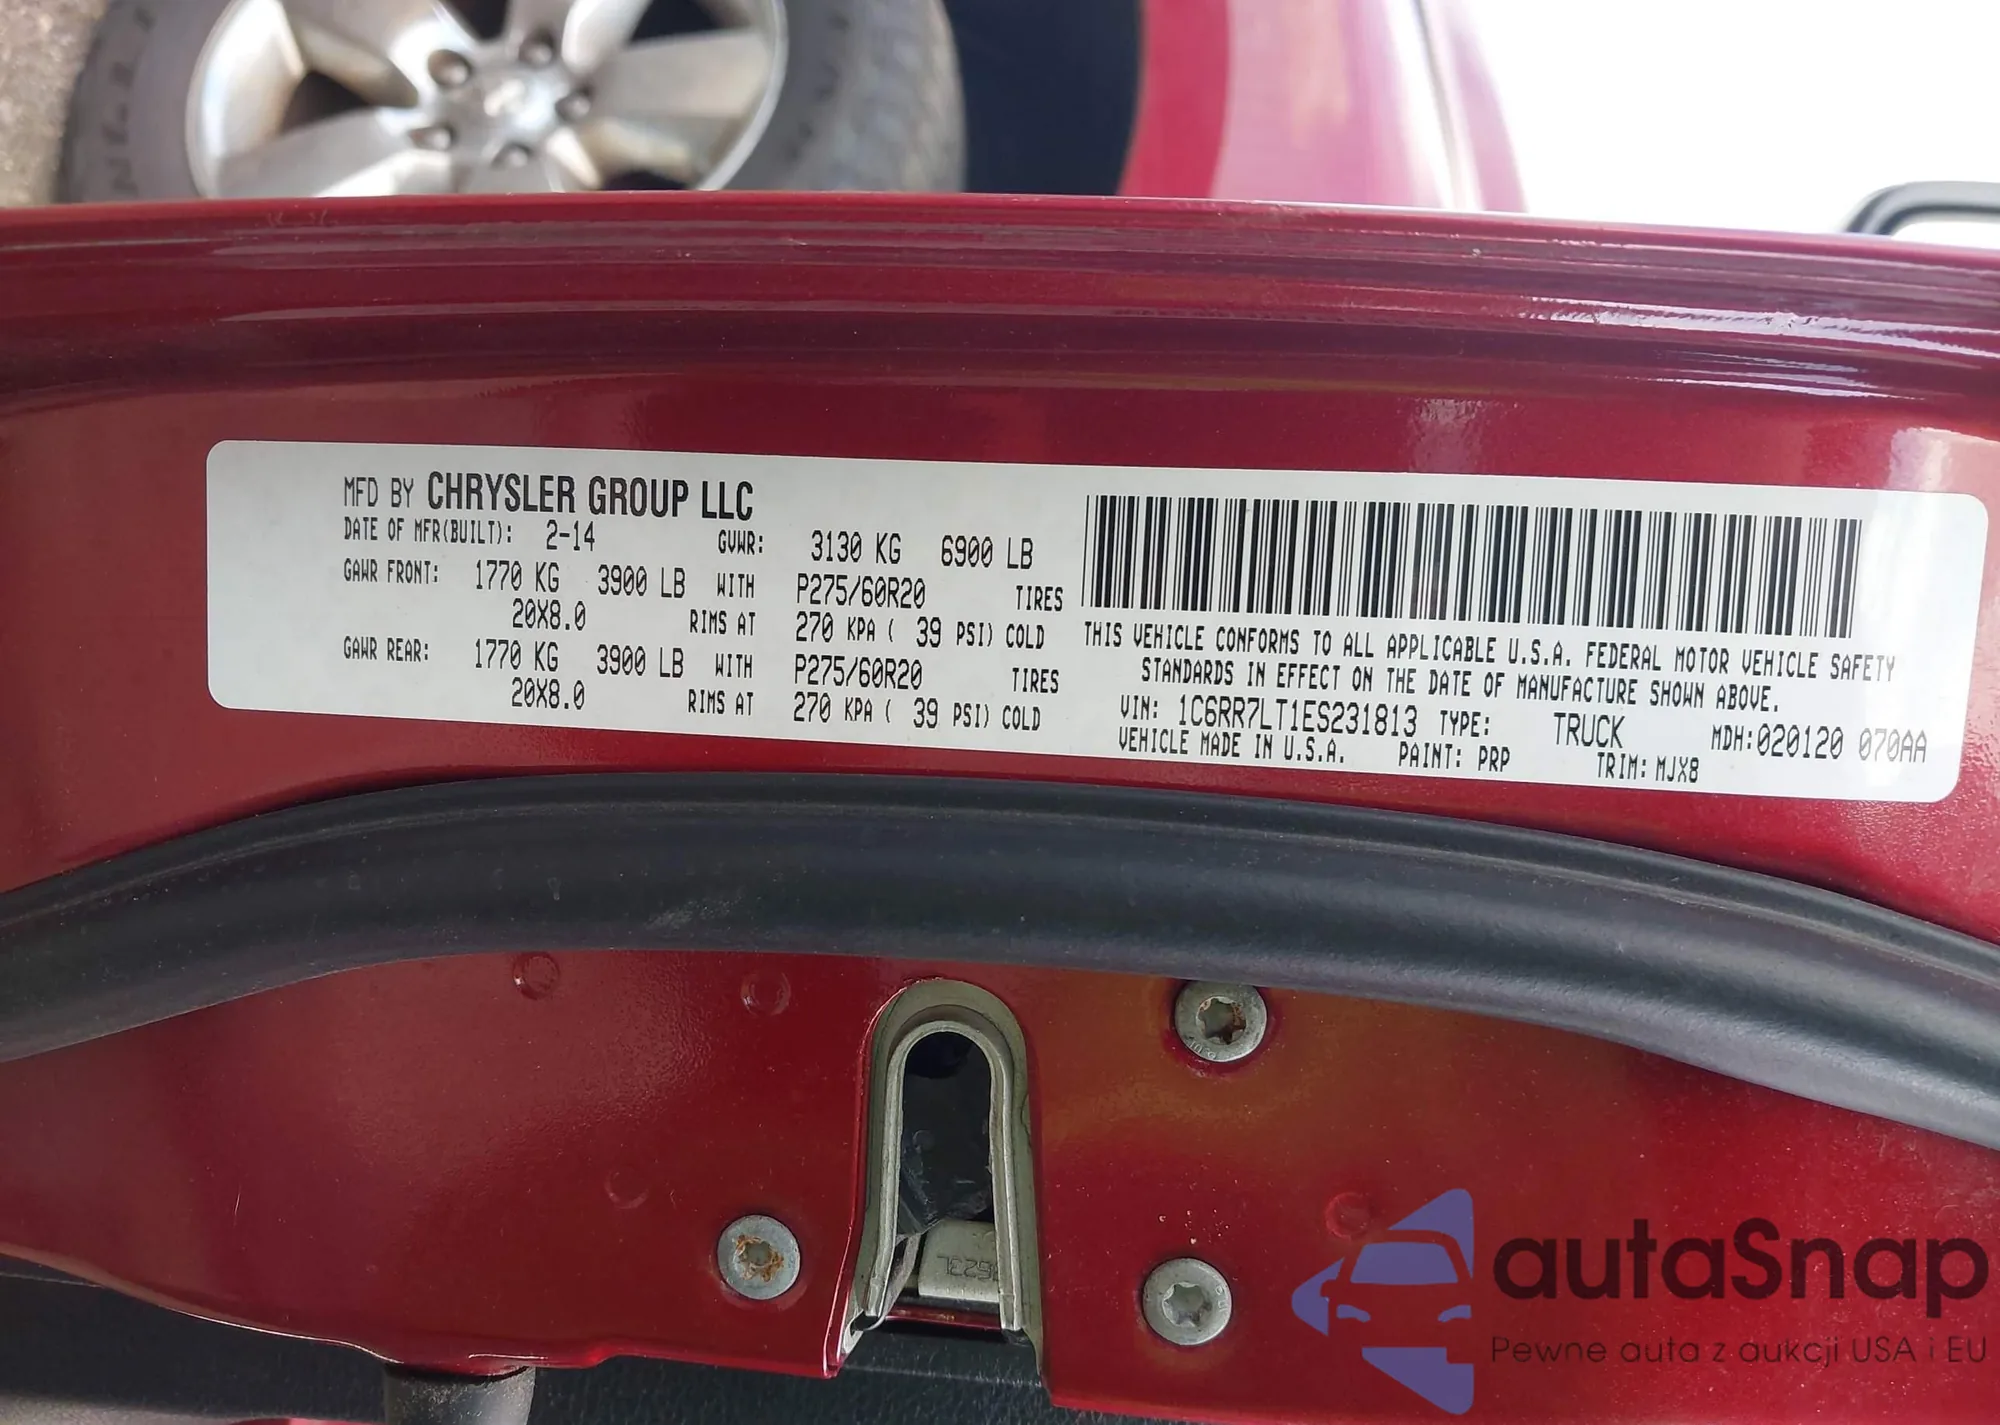 MFD BY CHRYSLER GROUP LLC
DATE OF MFR(BUILT): 2-14 GVWR: 3130 KG 6900 LB
GAWR FRONT: 1770 KG 3900 LB WITH P275/60R20 TIRES
20X8.0 RIMS AT 270 KPA ( 39 PSI) COLD
GAWR REAR: 1770 KG 3900 LB WITH P275/60R20 TIRES
20X8.0 RIMS AT 270 KPA ( 39 PSI) COLD
THIS VEHICLE CONFORMS TO ALL APPLICABLE U.S.A. FEDERAL MOTOR VEHICLE SAFETY
STANDARDS IN EFFECT ON THE DATE OF MANUFACTURE SHOWN ABOVE.
VIN: 1C6RR7LT1ES231813 TYPE: TRUCK MDH:020120 070AA
VEHICLE MADE IN U.S.A. PAINT: PRP TRIM: MJX8
autaSnap
Pewne auta z aukcji USA i EU